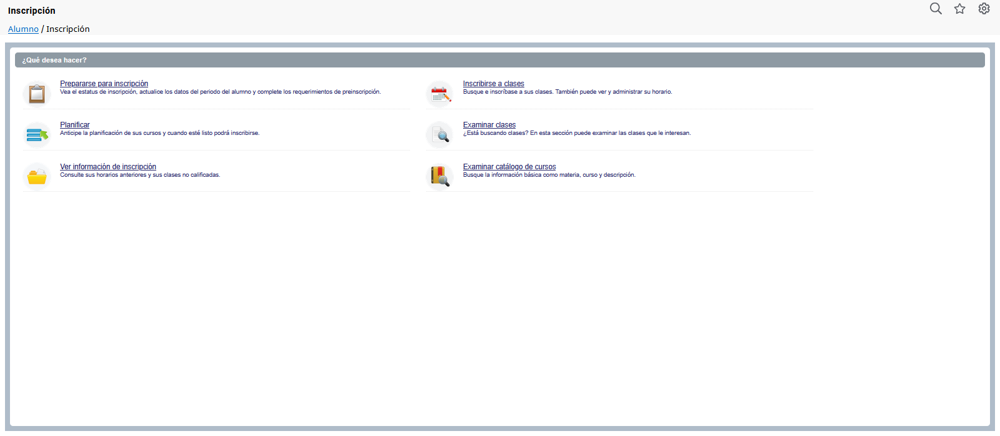 Inscripción
Alumno / Inscripción
¿Qué desea hacer?
Prepararse para inscripción
Vea el estatus de inscripción, actualice los datos del periodo del alumno y complete los requerimientos de preinscripción.
Inscribirse a clases
Busque e inscríbase a sus clases. También puede ver y administrar su horario.
Planificar
Anticipe la planificación de sus cursos y cuando esté listo podrá inscribirse.
Examinar clases
¿Está buscando clases? En esta sección puede examinar las clases que le interesan.
Ver información de inscripción
Consulte sus horarios anteriores y sus clases no calificadas.
Examinar catálogo de cursos
Busque la información básica como materia, curso y descripción.